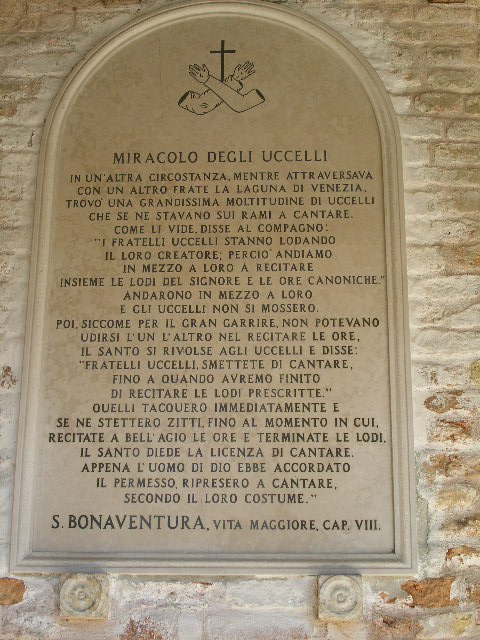 MIRACOLO DEGLI UCCELLI
IN UN'ALTRA CIRCOSTANZA, MENTRE ATTRAVERSAVA
CON UN ALTRO FRATE LA LAGUNA DI VENEZIA,
TROVO' UNA GRANDISSIMA MOLTITUDINE DI UCCELLI
CHE SE NE STAVANO SUI RAMI A CANTARE.
COME LI VIDE, DISSE AL COMPAGNO:
"I FRATELLI UCCELLI STANNO LODANDO
IL LORO CREATORE; PERCIO' ANDIAMO
IN MEZZO A LORO A RECITARE
INSIEME LE LODI DEL SIGNORE E LE ORE CANONICHE."
ANDARONO IN MEZZO A LORO
E GLI UCCELLI NON SI MOSSERO.
POI, SICCOME PER IL GRAN GARRIRE, NON POTEVANO
UDIRSI L'UN L'ALTRO NEL RECITARE LE ORE,
IL SANTO SI RIVOLSE AGLI UCCELLI E DISSE:
"FRATELLI UCCELLI, SMETTETE DI CANTARE,
FINO A QUANDO AVREMO FINITO
DI RECITARE LE LODI PRESCRITTE."
QUELLI TACQUERO IMMEDIATAMENTE E
SE NE STETTERO ZITTI, FINO AL MOMENTO IN CUI,
RECITATE A BELL'AGIO LE ORE E TERMINATE LE LODI,
IL SANTO DIEDE LA LICENZA DI CANTARE.
APPENA L'UOMO DI DIO EBBE ACCORDATO
IL PERMESSO, RIPRESERO A CANTARE,
SECONDO IL LORO COSTUME."
S. BONAVENTURA, VITA MAGGIORE, CAP. VIII.